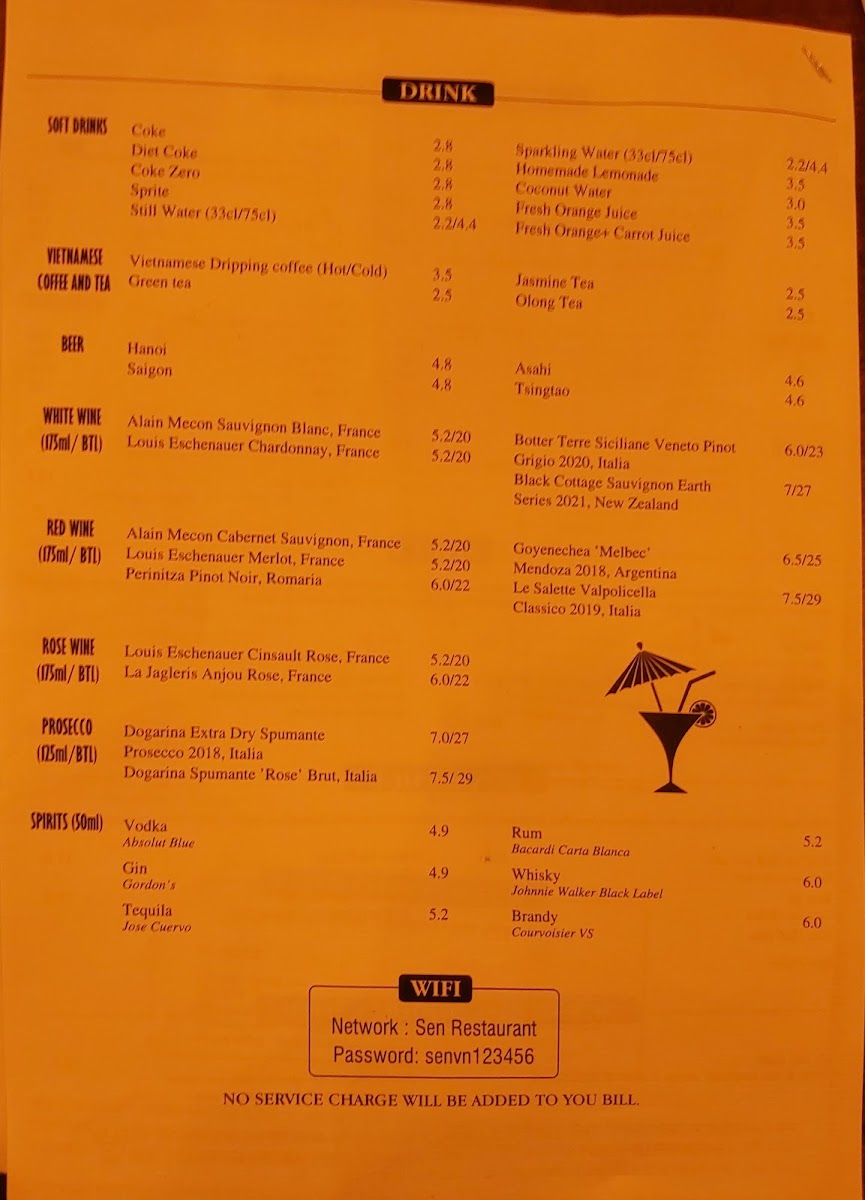 DRINK
SOFT DRINKS
Coke 2.8
Diet Coke 2.8
Coke Zero 2.8
Sprite 2.8
Still Water (33cl/75cl) 2.2/4.4
Sparkling Water (33cl/75cl) 2.2/4.4
Homemade Lemonade 3.5
Coconut Water 3.0
Fresh Orange Juice 3.5
Fresh Orange+ Carrot Juice 3.5
VIETNAMESE
COFFEE AND TEA
Vietnamese Dripping coffee (Hot/Cold) 3.5
Green tea 2.5
Jasmine Tea 2.5
Olong Tea 2.5
BEER
Hanoi 4.8
Saigon 4.8
Asahi 4.6
Tsingtao 4.6
WHITE WINE
(175ml/ BTL)
Alain Mecon Sauvignon Blanc, France 5.2/20
Louis Eschenauer Chardonnay, France 5.2/20
Botter Terre Siciliane Veneto Pinot 6.0/23
Grigio 2020, Italia
Black Cottage Sauvignon Earth 7/27
Series 2021, New Zealand
RED WINE
(175ml/ BTL)
Alain Mecon Cabernet Sauvignon, France 5.2/20
Louis Eschenauer Merlot, France 5.2/20
Perinitza Pinot Noir, Romaria 6.0/22
Goyenechea 'Melbec' 6.5/25
Mendoza 2018, Argentina
Le Salette Valpolicella 7.5/29
Classico 2019, Italia
ROSE WINE
(175ml/ BTL)
Louis Eschenauer Cinsault Rose, France 5.2/20
La Jagleris Anjou Rose, France 6.0/22
PROSECCO
(125ml/BTL)
Dogarina Extra Dry Spumante 7.0/27
Prosecco 2018, Italia
Dogarina Spumante 'Rose' Brut, Italia 7.5/ 29
SPIRITS (50ml)
Vodka 4.9
Absolut Blue
Gin 4.9
Gordon's
Tequila 5.2
Jose Cuervo
Rum 5.2
Bacardi Carta Blanca
Whisky 6.0
Johnnie Walker Black Label
Brandy 6.0
Courvoisier VS
WIFI
Network : Sen Restaurant
Password: senvn123456
NO SERVICE CHARGE WILL BE ADDED TO YOU BILL.